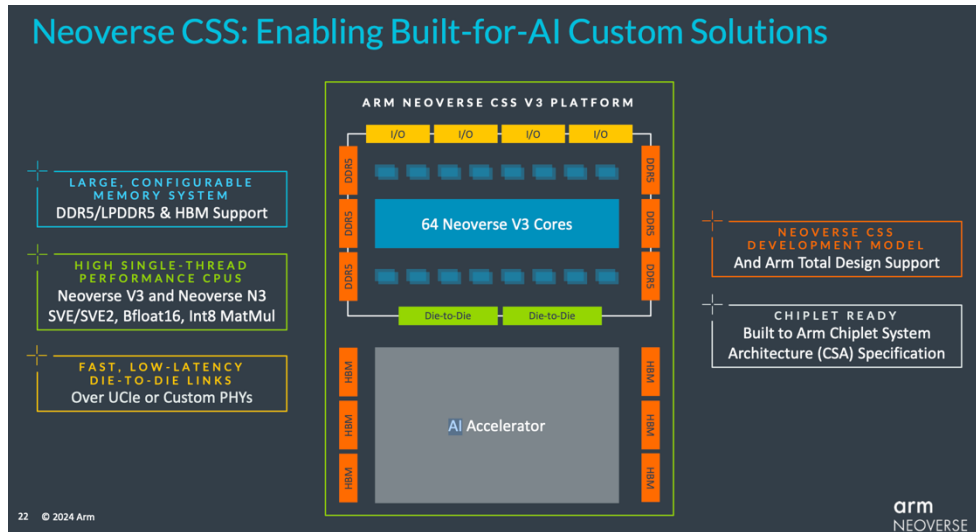 Neoverse CSS: Enabling Built-for-AI Custom Solutions
LARGE, CONFIGURABLE
MEMORY SYSTEM
DDR5/LPDDR5 & HBM Support
HIGH SINGLE-THREAD
PERFORMANCE CPUS
Neoverse V3 and Neoverse N3
SVE/SVE2, Bfloat16, Int8 MatMul
FAST, LOW-LATENCY
DIE-TO-DIE LINKS
Over UCIe or Custom PHYs
ARM NEOVERSE CSS V3 PLATFORM
I/O
I/O
I/O
I/O
DDR5
DDR5
DDR5
64 Neoverse V3 Cores
DDR5
DDR5
DDR5
Die-to-Die
Die-to-Die
HBM
HBM
HBM
AI Accelerator
HBM
HBM
HBM
NEOVERSE CSS
DEVELOPMENT MODEL
And Arm Total Design Support
CHIPLET READY
Built to Arm Chiplet System
Architecture (CSA) Specification
22 © 2024 Arm
arm
NEOVERSE